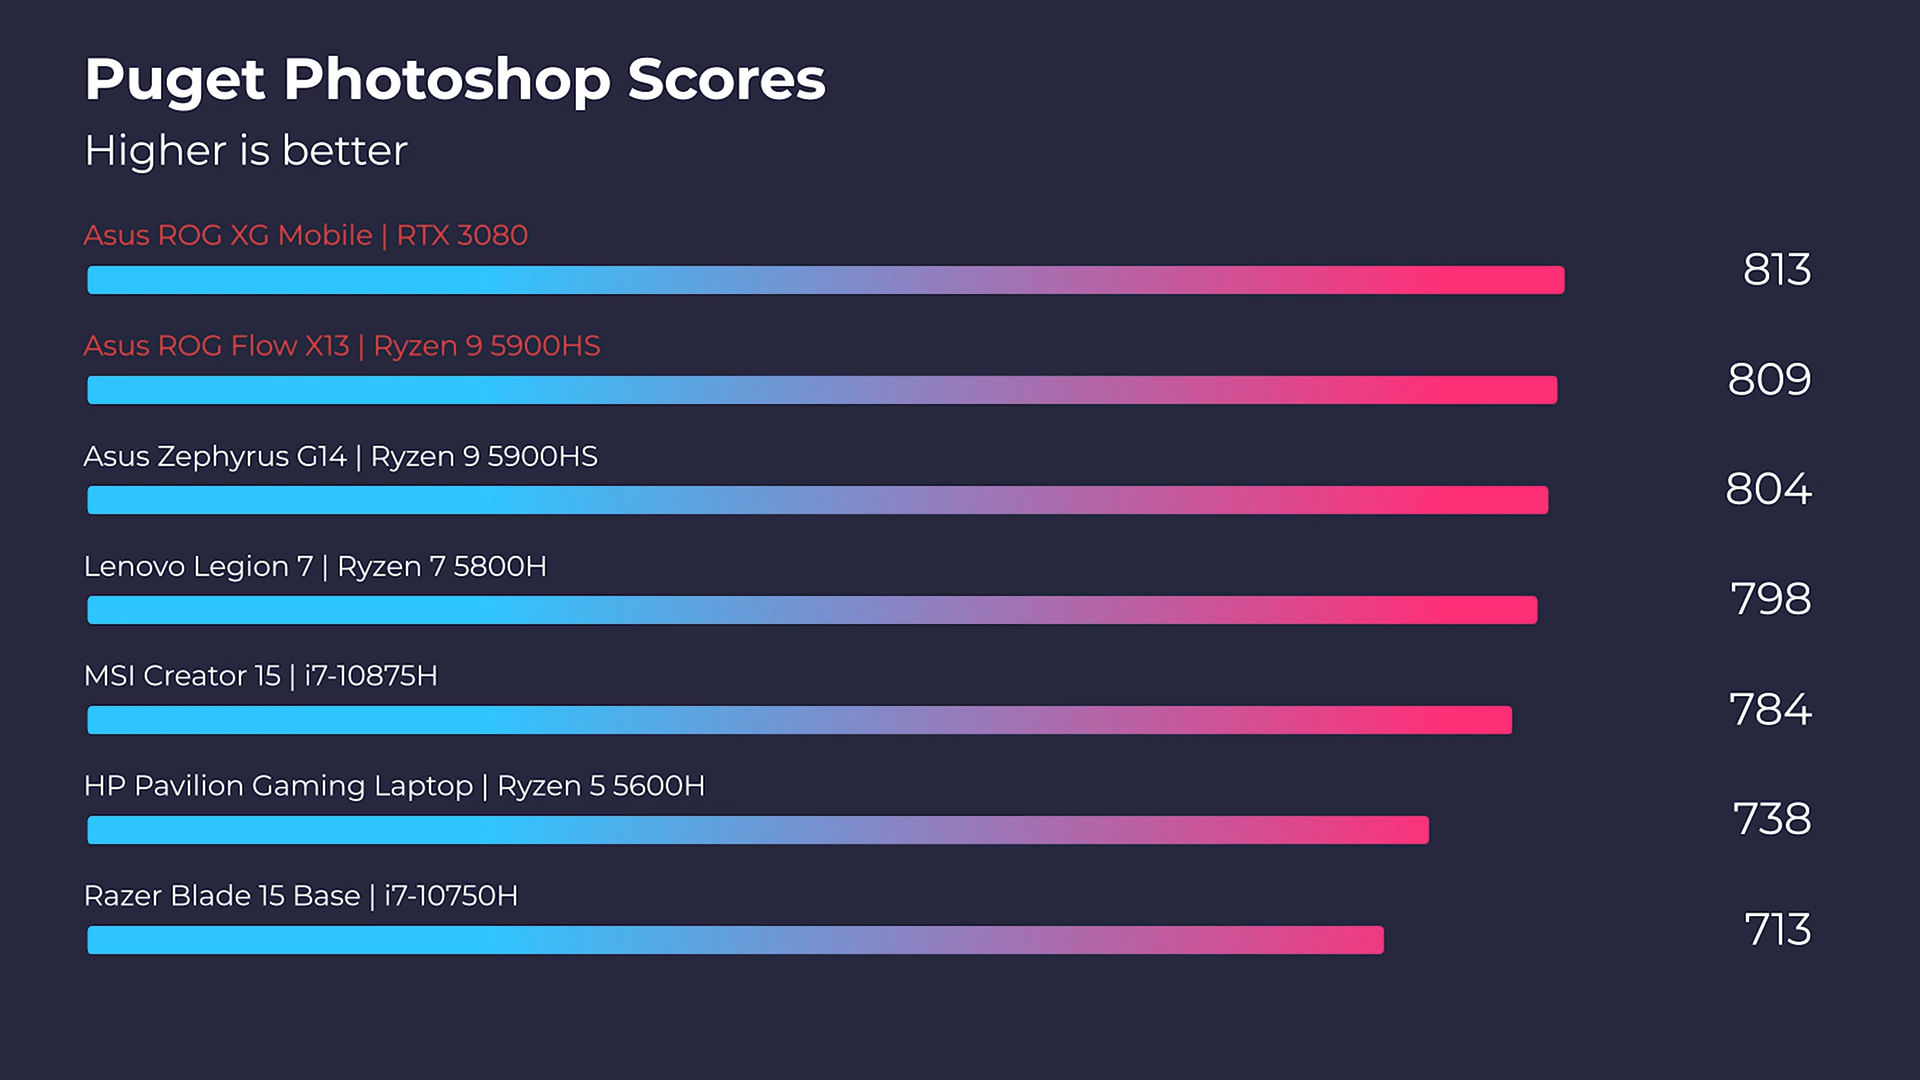 Puget Photoshop Scores
Higher is better
Asus ROG XG Mobile | RTX 3080
813
Asus ROG Flow X13 | Ryzen 9 5900HS
809
Asus Zephyrus G14 | Ryzen 9 5900HS
804
Lenovo Legion 7 | Ryzen 7 5800H
798
MSI Creator 15 | i7-10875H
784
HP Pavilion Gaming Laptop | Ryzen 5 5600H
738
Razer Blade 15 Base | i7-10750H
713